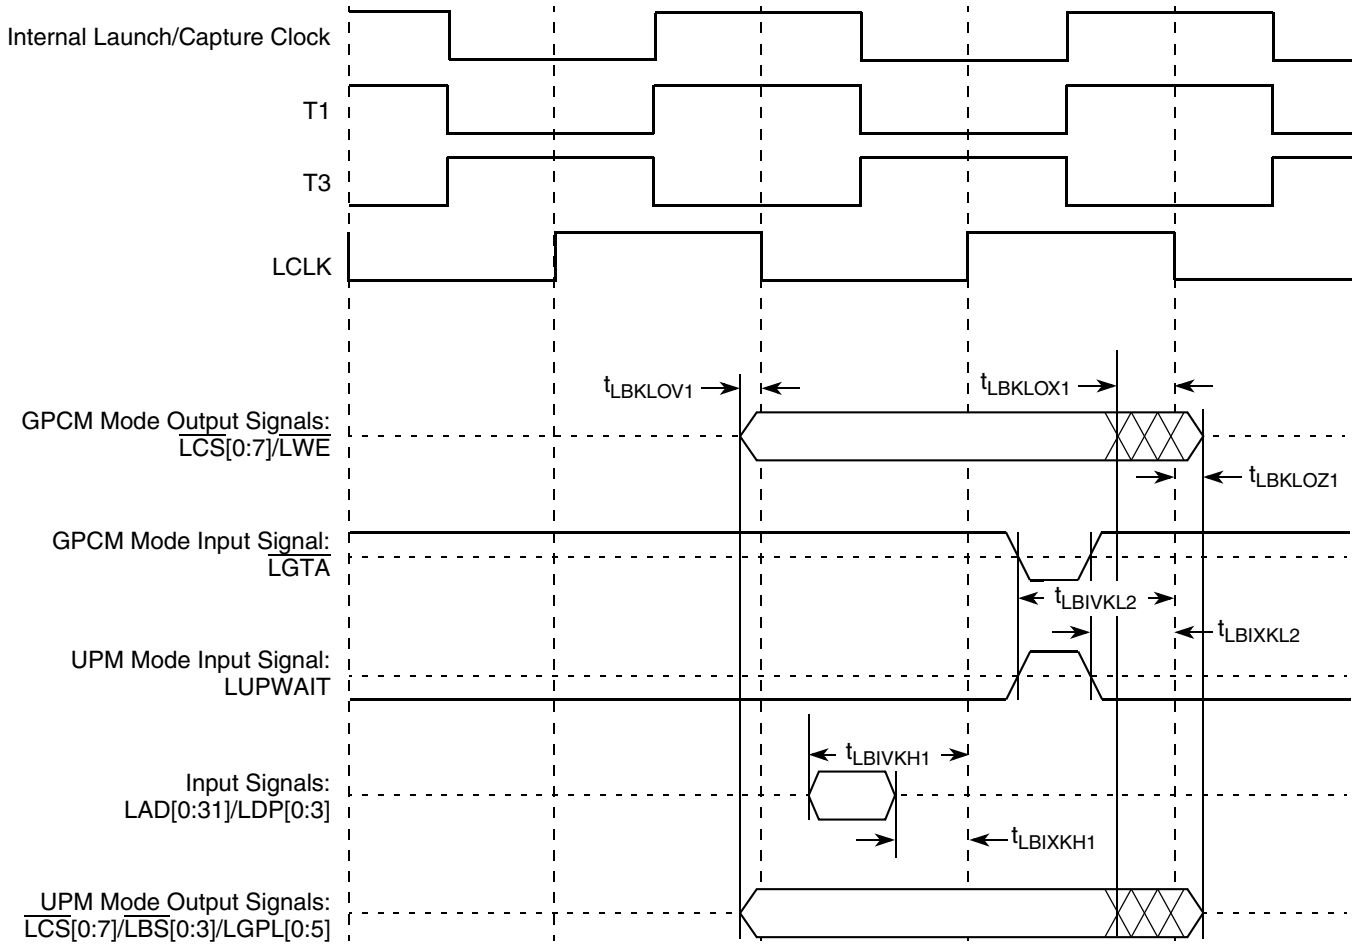 Internal Launch/Capture Clock
T1
T3
LCLK
tLBKLOV1
tLBKLOX1
GPCM Mode Output Signals:
LCS[0:7]/LWE
tLBKLOZ1
GPCM Mode Input Signal:
LGTA
tLBIVKL2
tLBIXKL2
UPM Mode Input Signal:
LUPWAIT
tLBIVKH1
Input Signals:
LAD[0:31]/LDP[0:3]
tLBIXKH1
UPM Mode Output Signals:
LCS[0:7]/LBS[0:3]/LGPL[0:5]